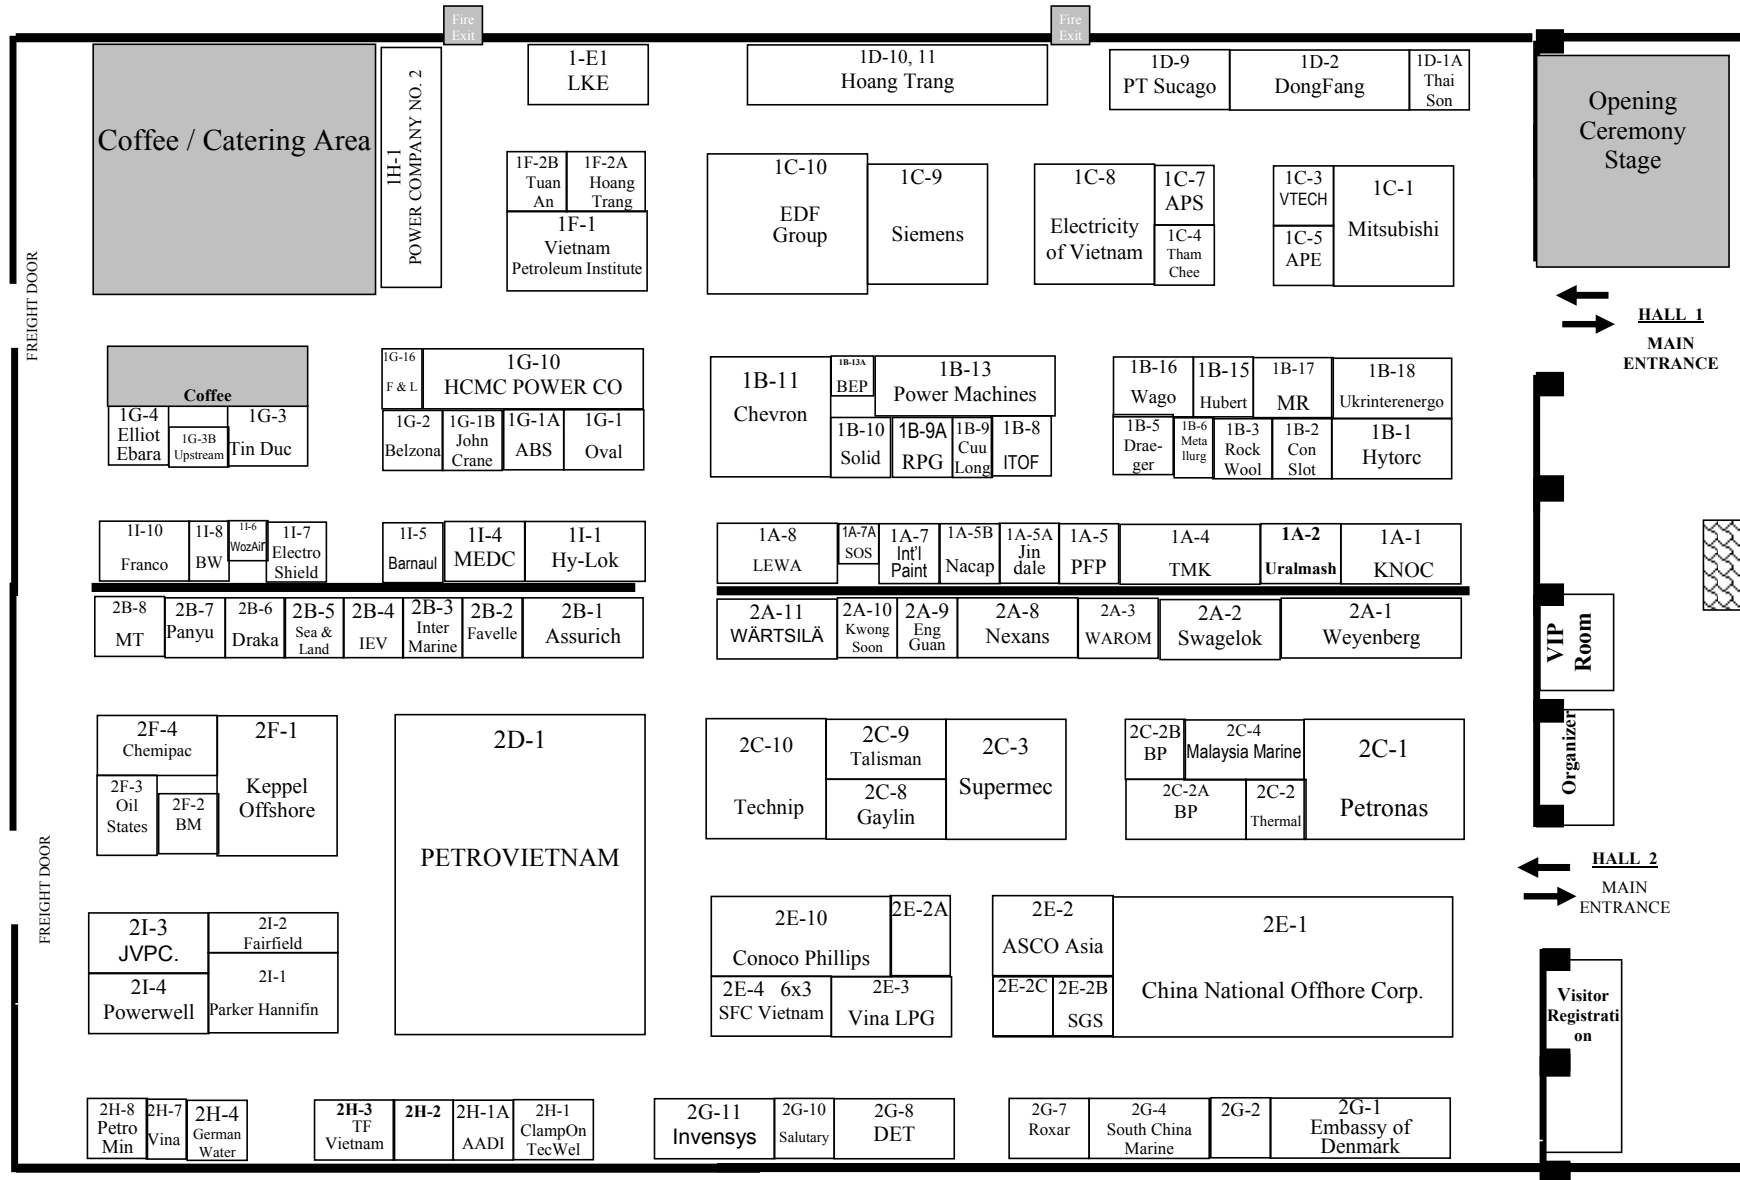 Fire
Exit
Fire
Exit
Coffee / Catering Area
1H-1
POWER COMPANY NO. 2
1-E1
LKE
1D-10, 11
Hoang Trang
1D-9
PT Sucago
1D-2
DongFang
1D-1A
Thai
Son
Opening
Ceremony
Stage
1F-2B
Tuan
An
1F-2A
Hoang
Trang
1F-1
Vietnam
Petroleum Institute
1C-10
EDF
Group
1C-9
Siemens
1C-8
Electricity
of Vietnam
1C-7
APS
1C-4
Tham
Chee
1C-3
VTECH
1C-5
APE
1C-1
Mitsubishi
FREIGHT DOOR
HALL 1
MAIN
ENTRANCE
Coffee
1G-4
Elliot
Ebara
1G-3B
Upstream
1G-3
Tin Duc
1G-16
F & L
1G-10
HCMC POWER CO
1G-2
Belzona
1G-1B
John
Crane
1G-1A
ABS
1G-1
Oval
1B-11
Chevron
1B-13A
BEP
1B-13
Power Machines
1B-10
Solid
1B-9A
RPG
1B-9
Cuu
Long
1B-8
ITOF
1B-16
Wago
1B-15
Hubert
1B-17
MR
1B-18
Ukrinterenergo
1B-5
Drae-
ger
1B-6
Meta
llurg
1B-3
Rock
Wool
1B-2
Con
Slot
1B-1
Hytorc
1I-10
Franco
1I-8
BW
1I-6
WozAir
1I-7
Electro
Shield
1I-5
Barnaul
1I-4
MEDC
1I-1
Hy-Lok
1A-8
LEWA
1A-7A
SOS
1A-7
Int'l
Paint
1A-5B
Nacap
1A-5A
Jin
dale
1A-5
PFP
1A-4
TMK
1A-2
Uralmash
1A-1
KNOC
2B-8
MT
2B-7
Panyu
2B-6
Draka
2B-5
Sea &
Land
2B-4
IEV
2B-3
Inter
Marine
2B-2
Favelle
2B-1
Assurich
2A-11
WÄRTSILÄ
2A-10
Kwong
Soon
2A-9
Eng
Guan
2A-8
Nexans
2A-3
WAROM
2A-2
Swagelok
2A-1
Weyenberg
VIP
Room
2F-4
Chemipac
2F-1
Keppel
Offshore
2F-3
Oil
States
2F-2
BM
2D-1
PETROVIETNAM
2C-10
Technip
2C-9
Talisman
2C-8
Gaylin
2C-3
Supermec
2C-2B
BP
2C-4
Malaysia Marine
2C-2A
BP
2C-2
Thermal
2C-1
Petronas
Organizer
FREIGHT DOOR
HALL 2
MAIN
ENTRANCE
2I-3
JVPC.
2I-2
Fairfield
2I-4
Powerwell
2I-1
Parker Hannifin
2E-10
Conoco Phillips
2E-2A
2E-4 6x3
SFC Vietnam
2E-3
Vina LPG
2E-2
ASCO Asia
2E-2C
2E-2B
SGS
2E-1
China National Offhore Corp.
Visitor
Registrati
on
2H-8
Petro
Min
2H-7
Vina
2H-4
German
Water
2H-3
TF
Vietnam
2H-2
2H-1A
AADI
2H-1
ClampOn
TecWel
2G-11
Invensys
2G-10
Salutary
2G-8
DET
2G-7
Roxar
2G-4
South China
Marine
2G-2
2G-1
Embassy of
Denmark